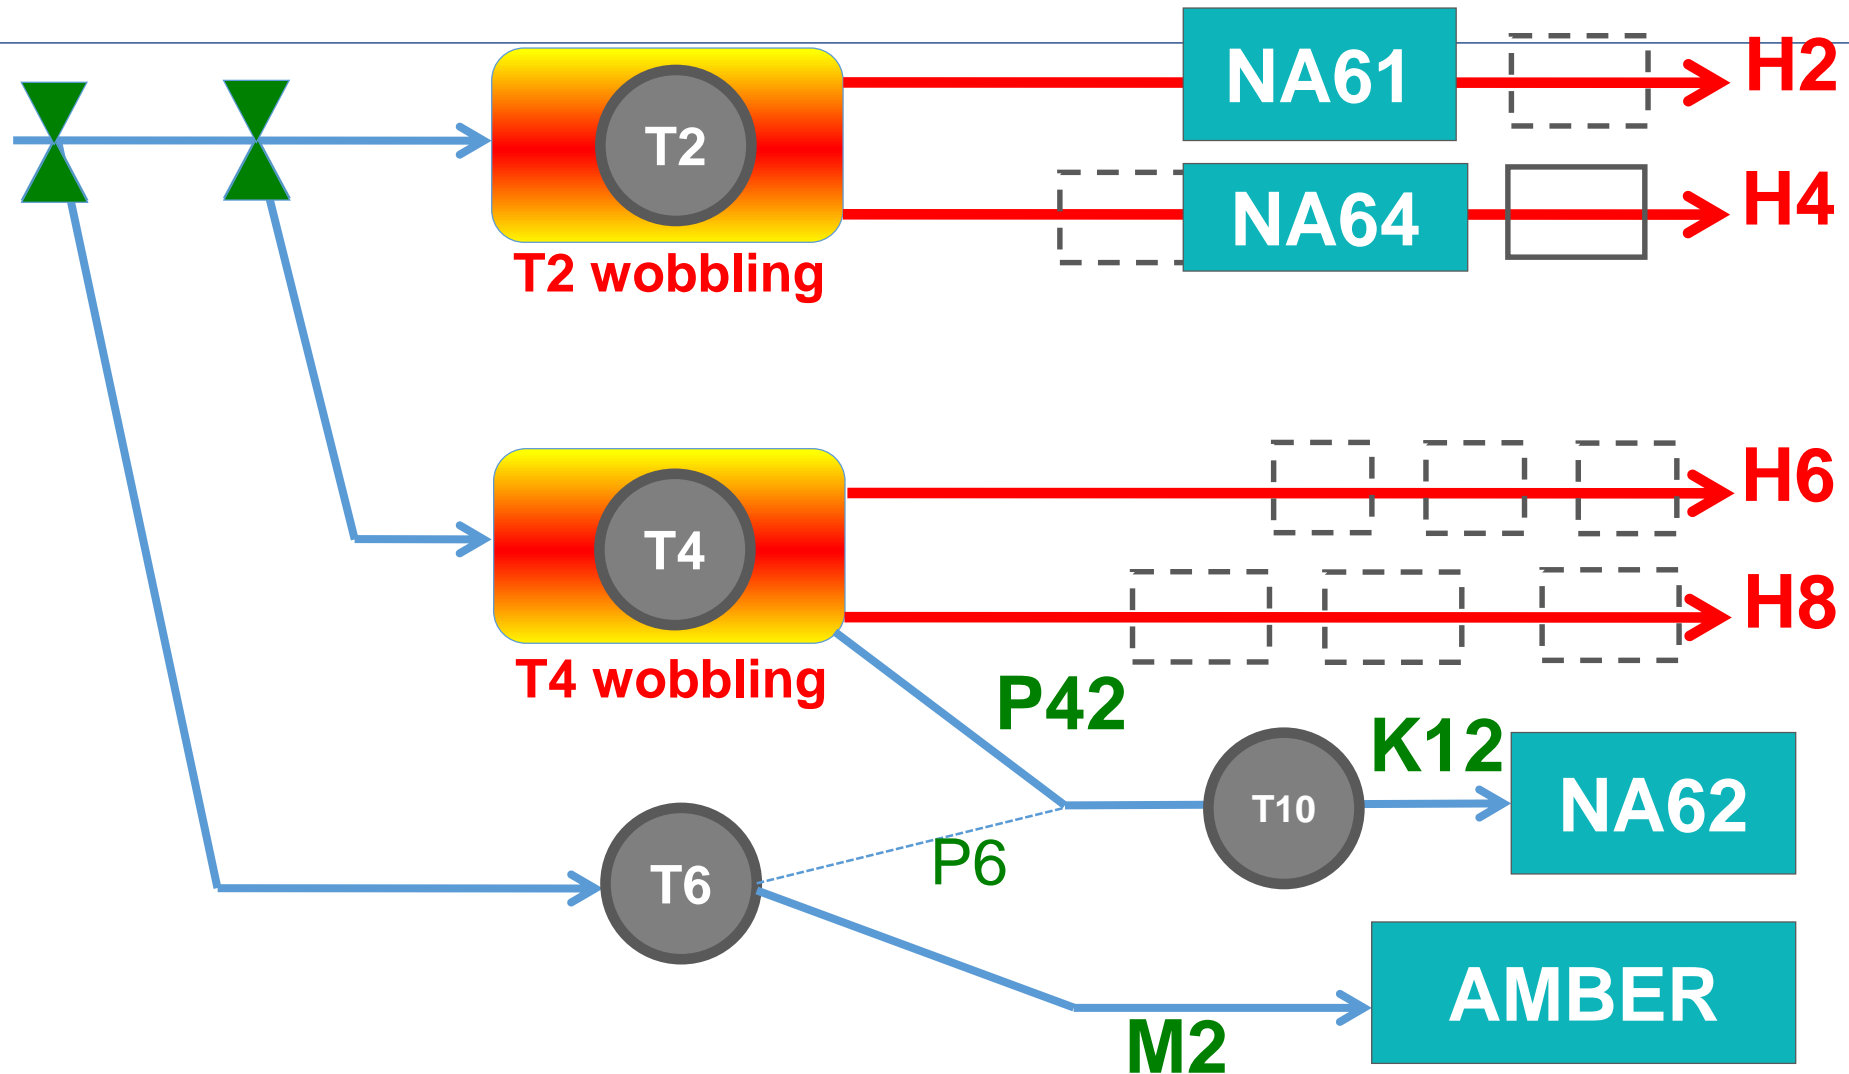 NA61
H2
T2
NA64
H4
T2 wobbling
H6
T4
H8
T4 wobbling
P42
K12
T10
NA62
P6
T6
AMBER
M2